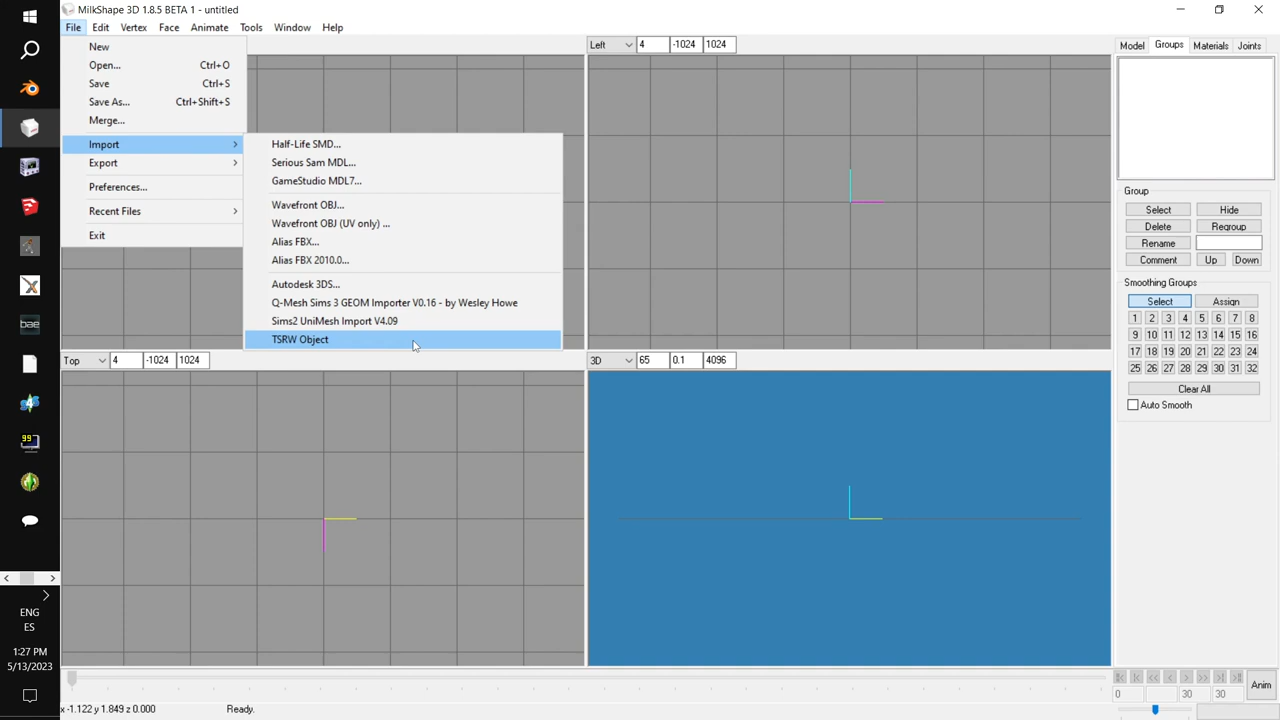 MilkShape 3D 1.8.5 BETA 1 - untitled
File Edit Vertex Face Animate Tools Window Help
New
Open... Ctrl+O
Save Ctrl+S
Save As... Ctrl+Shift+S
Merge...
Import
Export
Preferences...
Recent Files
Exit
Half-Life SMD...
Serious Sam MDL...
GameStudio MDL7...
Wavefront OBJ...
Wavefront OBJ (UV only) ...
Alias FBX...
Alias FBX 2010.0...
Autodesk 3DS...
Q-Mesh Sims 3 GEOM Importer V0.16 - by Wesley Howe
Sims2 UniMesh Import V4.09
TSRW Object
Left 4 -1024 1024
Top 4 -1024 1024
3D 65 0.1 4096
Model Groups Materials Joints
Group
Select Hide
Delete Regroup
Rename
Comment Up Down
Smoothing Groups
Select Assign
1 2 3 4 5 6 7 8
9 10 11 12 13 14 15 16
17 18 19 20 21 22 23 24
25 26 27 28 29 30 31 32
Clear All
Auto Smooth
Anim
0 30 30
x -1.122 y 1.849 z 0.000 Ready.
bae
99
ENG
ES
1:27 PM
5/13/2023